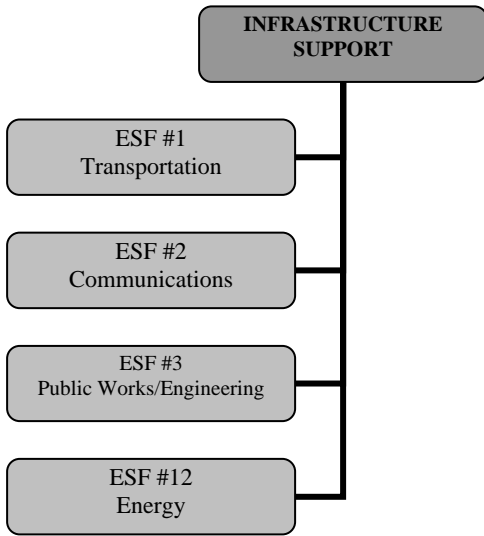 INFRASTRUCTURE
SUPPORT
ESF #1
Transportation
ESF #2
Communications
ESF #3
Public Works/Engineering
ESF #12
Energy